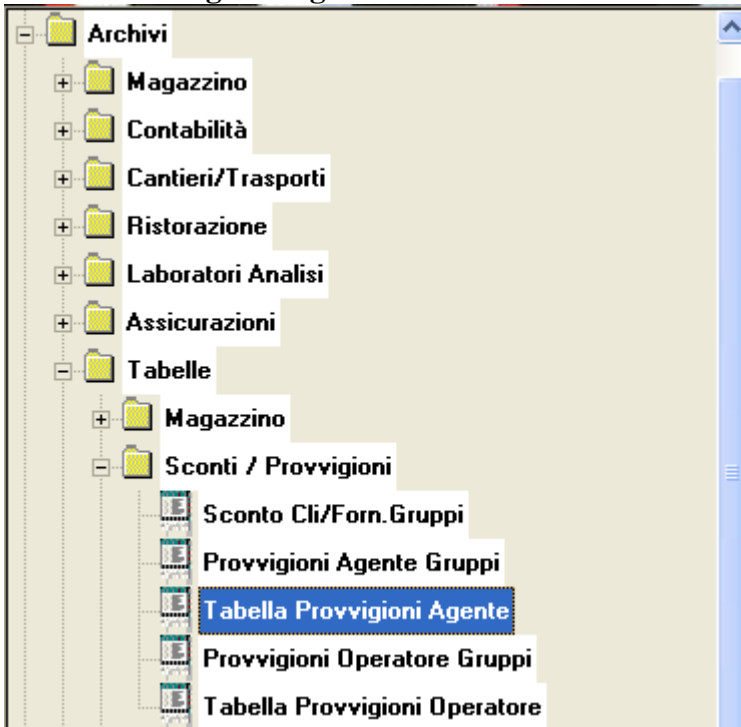 Archivi
Magazzino
Contabilità
Cantieri/Trasporti
Ristorazione
Laboratori Analisi
Assicurazioni
Tabelle
Magazzino
Sconti / Provvigioni
Sconto Cli/Forn.Gruppi
Provvigioni Agente Gruppi
Tabella Provvigioni Agente
Provvigioni Operatore Gruppi
Tabella Provvigioni Operatore